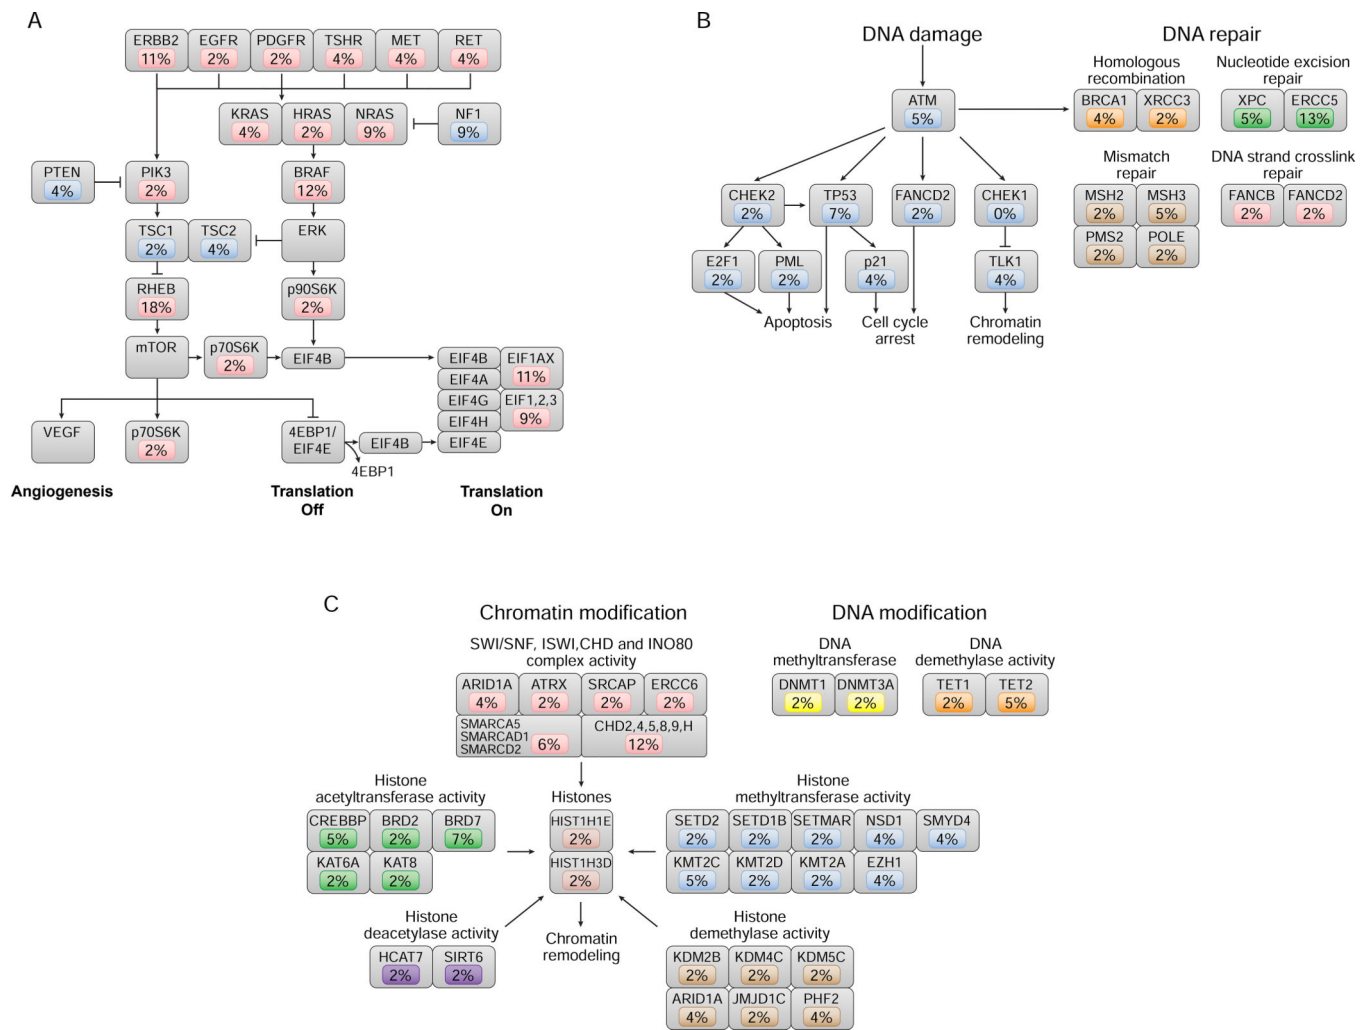 A
ERBB2 EGFR PDGFR TSHR MET RET
11% 2% 2% 4% 4% 4%
KRAS HRAS NRAS NF1
4% 2% 9% 9%
PTEN PIK3 BRAF
4% 2% 12%
TSC1 TSC2 ERK
2% 4%
RHEB p90S6K
18% 2%
mTOR p70S6K EIF4B EIF4B EIF1AX
2% EIF4A 11%
EIF4G EIF1,2,3
EIF4H 9%
VEGF p70S6K 4EBP1/ EIF4B EIF4E
2% EIF4E
4EBP1
Angiogenesis Translation Translation
Off On
B
DNA damage DNA repair
Homologous Nucleotide excision
recombination repair
ATM BRCA1 XRCC3 XPC ERCC5
5% 4% 2% 5% 13%
Mismatch DNA strand crosslink
repair repair
CHEK2 TP53 FANCD2 CHEK1 MSH2 MSH3 FANCB FANCD2
2% 7% 2% 0% 2% 5% 2% 2%
PMS2 POLE
2% 2%
E2F1 PML p21 TLK1
2% 2% 4% 4%
Apoptosis Cell cycle Chromatin
arrest remodeling
C
Chromatin modification DNA modification
SWI/SNF, ISWI,CHD and INO80 DNA DNA
complex activity methyltransferase demethylase activity
ARID1A ATRX SRCAP ERCC6 DNMT1 DNMT3A TET1 TET2
4% 2% 2% 2% 2% 2% 2% 5%
SMARCA5 CHD2,4,5,8,9,H
SMARCAD1 6% 12%
SMARCD2
Histone Histones Histone
acetyltransferase activity methyltransferase activity
CREBBP BRD2 BRD7 HIST1H1E SETD2 SETD1B SETMAR NSD1 SMYD4
5% 2% 7% 2% 2% 2% 2% 4% 4%
KAT6A KAT8 HIST1H3D KMT2C KMT2D KMT2A EZH1
2% 2% 2% 5% 2% 2% 4%
Histone Histone
deacetylase activity Chromatin demethylase activity
remodeling
HCAT7 SIRT6 KDM2B KDM4C KDM5C
2% 2% 2% 2% 2%
ARID1A JMJD1C PHF2
4% 2% 4%